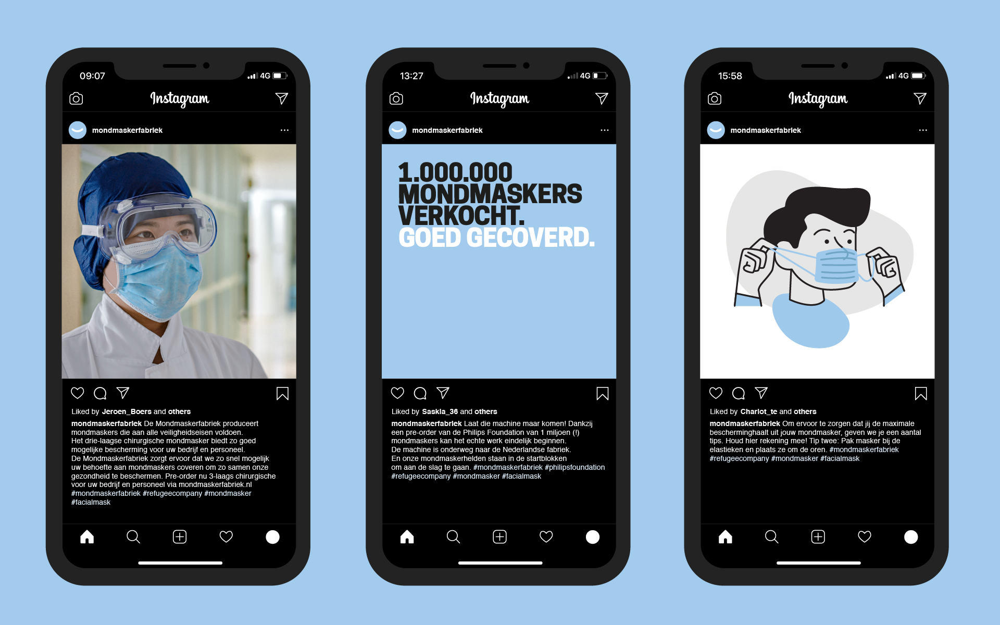 09:07
4G
Instagram
mondmaskerfabriek
Liked by Jeroen_Boers and others
mondmaskerfabriek De Mondmaskerfabriek produceert
mondmaskers die aan alle veiligheidseisen voldoen.
Het drie-laagse chirurgische mondmasker biedt zo goed
mogelijke bescherming voor uw bedrijf en personeel.
De Mondmaskerfabriek zorgt ervoor dat we zo snel mogelijk
uw behoefte aan mondmaskers coveren om zo samen onze
gezondheid te beschermen. Pre-order nu 3-laags chirurgische
voor uw bedrijf en personeel via mondmaskerfabriek.nl
#mondmaskerfabriek #refugeecompany #mondmasker
#facialmask
13:27
4G
Instagram
mondmaskerfabriek
1.000.000
MONDMASKERS
VERKOCHT.
GOED GECOVERD.
Liked by Saskia_36 and others
mondmaskerfabriek Laat die machine maar komen! Dankzij
een pre-order van de Philips Foundation van 1 miljoen (!)
mondmaskers kan het echte werk eindelijk beginnen.
De machine is onderweg naar de Nederlandse fabriek.
En onze mondmaskerhelden staan in de startblokken
om aan de slag te gaan. #mondmaskerfabriek #philipsfoundation
#refugeecompany #mondmasker #facialmask
15:58
4G
Instagram
mondmaskerfabriek
Liked by Charlot_te and others
mondmaskerfabriek Om ervoor te zorgen dat jij de maximale
bescherminghaalt uit jouw mondmasker, geven we je een aantal
tips. Houd hier rekening mee! Tip twee: Pak masker bij de
elastieken en plaats ze om de oren. #mondmaskerfabriek
#refugeecompany #mondmasker #facialmask